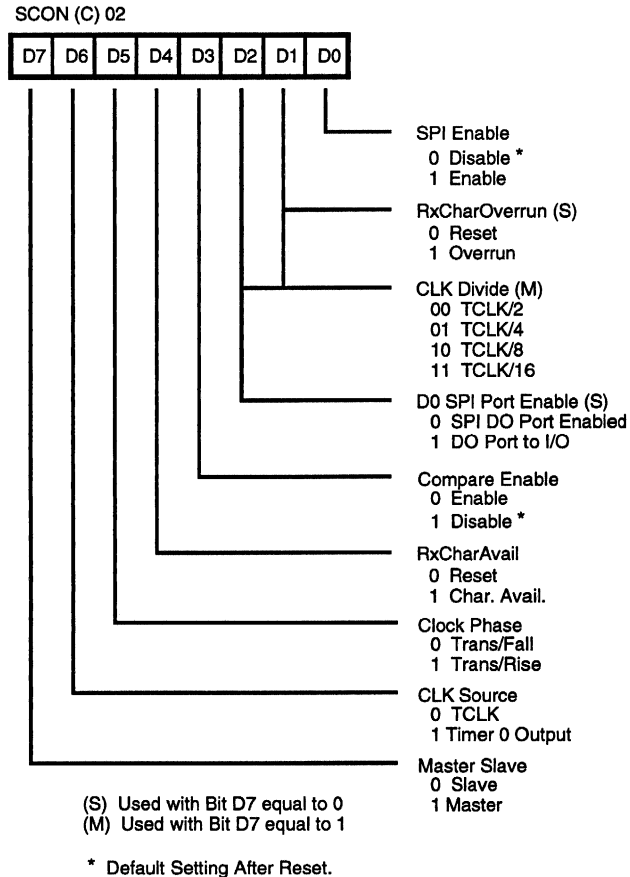 SCON (C) 02
D7 D6 D5 D4 D3 D2 D1 D0
SPI Enable
0 Disable *
1 Enable
RxCharOverrun (S)
0 Reset
1 Overrun
CLK Divide (M)
00 TCLK/2
01 TCLK/4
10 TCLK/8
11 TCLK/16
D0 SPI Port Enable (S)
0 SPI DO Port Enabled
1 DO Port to I/O
Compare Enable
0 Enable
1 Disable *
RxCharAvail
0 Reset
1 Char. Avail.
Clock Phase
0 Trans/Fall
1 Trans/Rise
CLK Source
0 TCLK
1 Timer 0 Output
Master Slave
0 Slave
1 Master
(S) Used with Bit D7 equal to 0
(M) Used with Bit D7 equal to 1
* Default Setting After Reset.